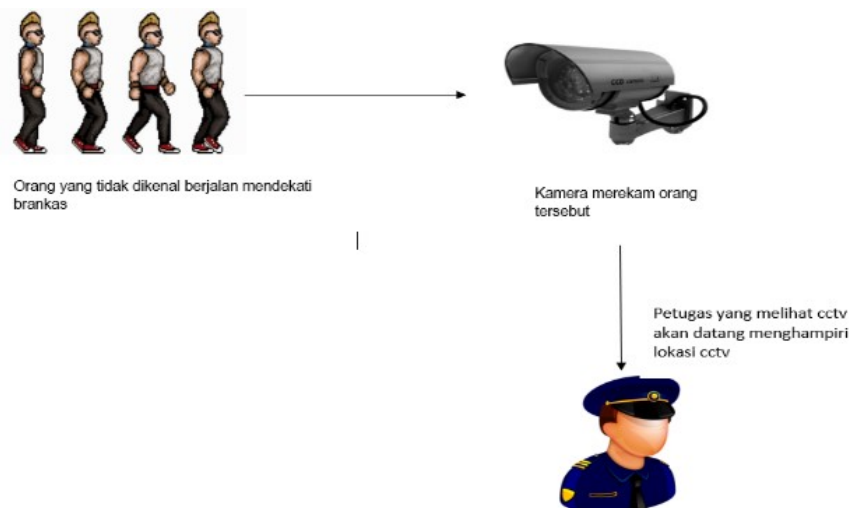 Orang yang tidak dikenal berjalan mendekati
brankas
Kamera merekam orang
tersebut
Petugas yang melihat cctv
akan datang menghampiri
lokasi cctv